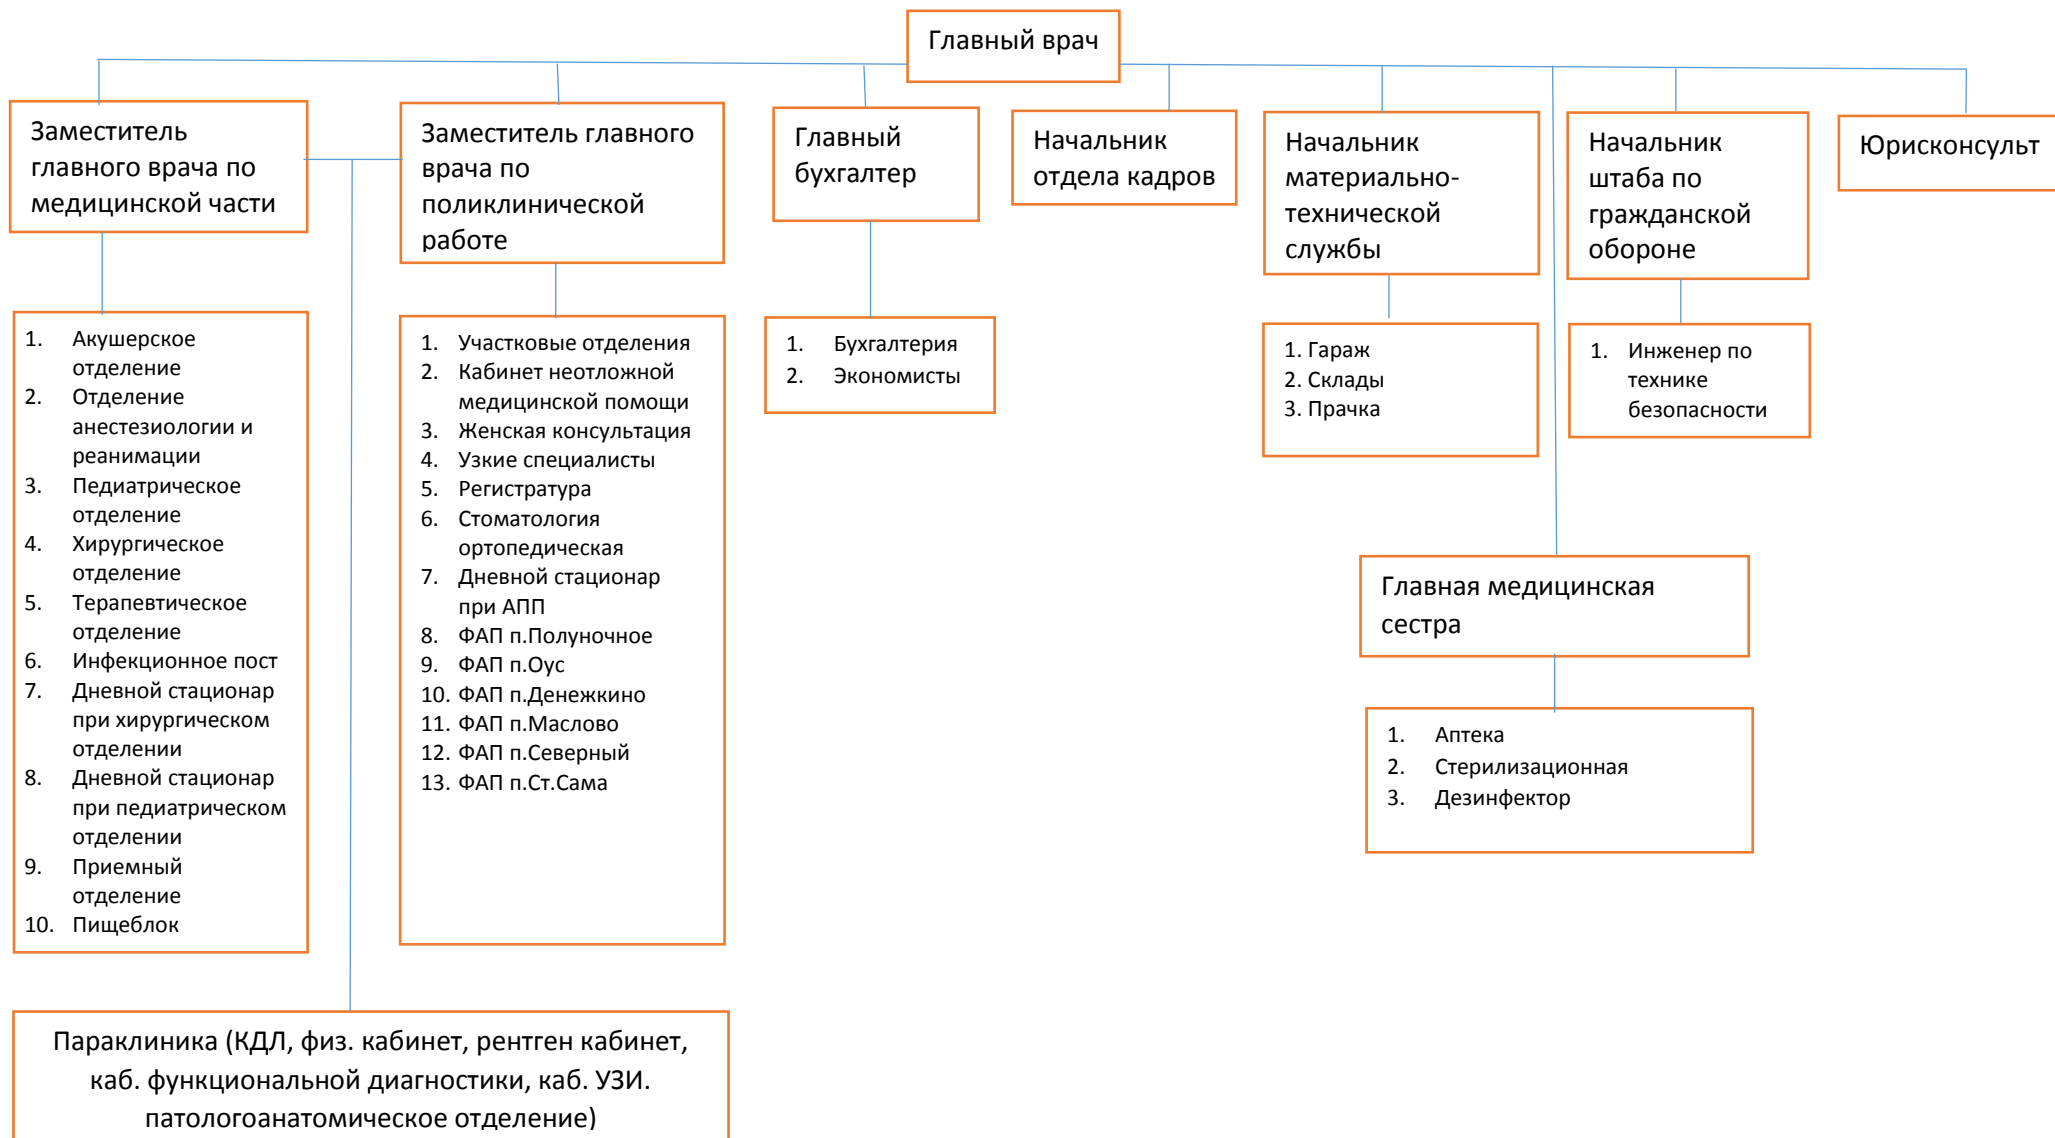 Главный врач
Заместитель
главного врача по
медицинской части
Заместитель главного
врача по
поликлинической
работе
Главный
бухгалтер
Начальник
отдела кадров
Начальник
материально-
технической
службы
Начальник
штаба по
гражданской
обороне
Юрисконсульт
1. Акушерское
отделение
2. Отделение
анестезиологии и
реанимации
3. Педиатрическое
отделение
4. Хирургическое
отделение
5. Терапевтическое
отделение
6. Инфекционное пост
7. Дневной стационар
при хирургическом
отделении
8. Дневной стационар
при педиатрическом
отделении
9. Приемный
отделение
10. Пищеблок
1. Участковые отделения
2. Кабинет неотложной
медицинской помощи
3. Женская консультация
4. Узкие специалисты
5. Регистратура
6. Стоматология
ортопедическая
7. Дневной стационар
при АПП
8. ФАП п.Полуночное
9. ФАП п.Оус
10. ФАП п.Денежкино
11. ФАП п.Маслово
12. ФАП п.Северный
13. ФАП п.Ст.Сама
1. Бухгалтерия
2. Экономисты
1. Гараж
2. Склады
3. Прачка
1. Инженер по
технике
безопасности
Главная медицинская
сестра
1. Аптека
2. Стерилизационная
3. Дезинфектор
Параклиника (КДЛ, физ. кабинет, рентген кабинет,
каб. функциональной диагностики, каб. УЗИ.
патологоанатомическое отделение)